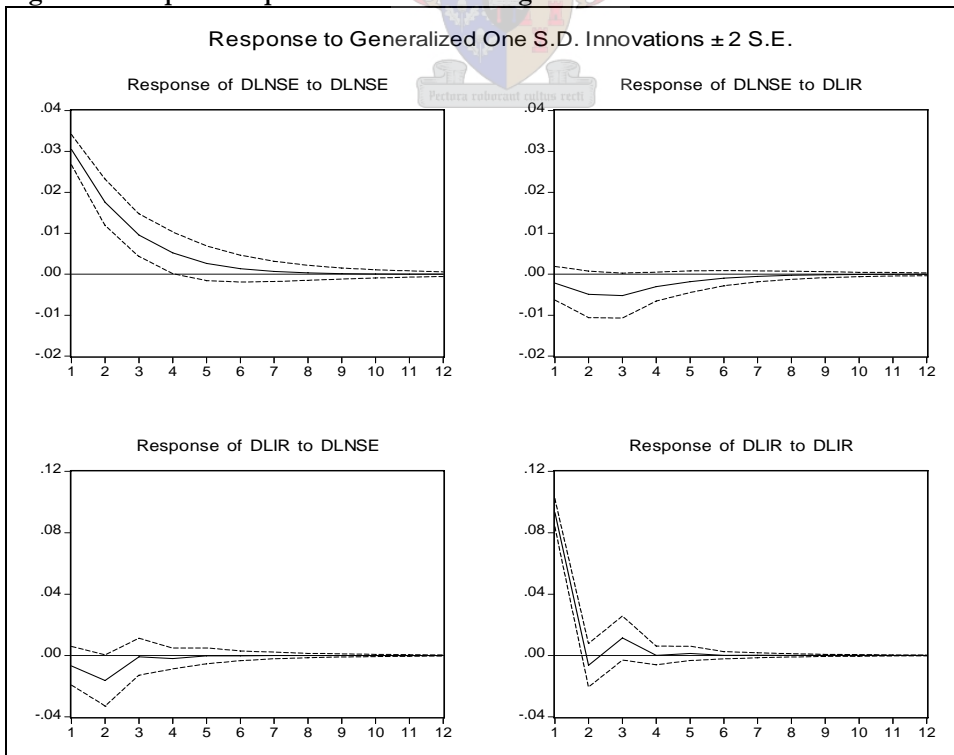 Response to Generalized One S.D. Innovations ± 2 S.E.
Pectora roborant cultus recti
Response of DLNSE to DLNSE
Response of DLNSE to DLIR
.04
.03
.02
.01
.00
-.01
-.02
1 2 3 4 5 6 7 8 9 10 11 12
.04
.03
.02
.01
.00
-.01
-.02
1 2 3 4 5 6 7 8 9 10 11 12
Response of DLIR to DLNSE
Response of DLIR to DLIR
.12
.08
.04
.00
-.04
1 2 3 4 5 6 7 8 9 10 11 12
.12
.08
.04
.00
-.04
1 2 3 4 5 6 7 8 9 10 11 12